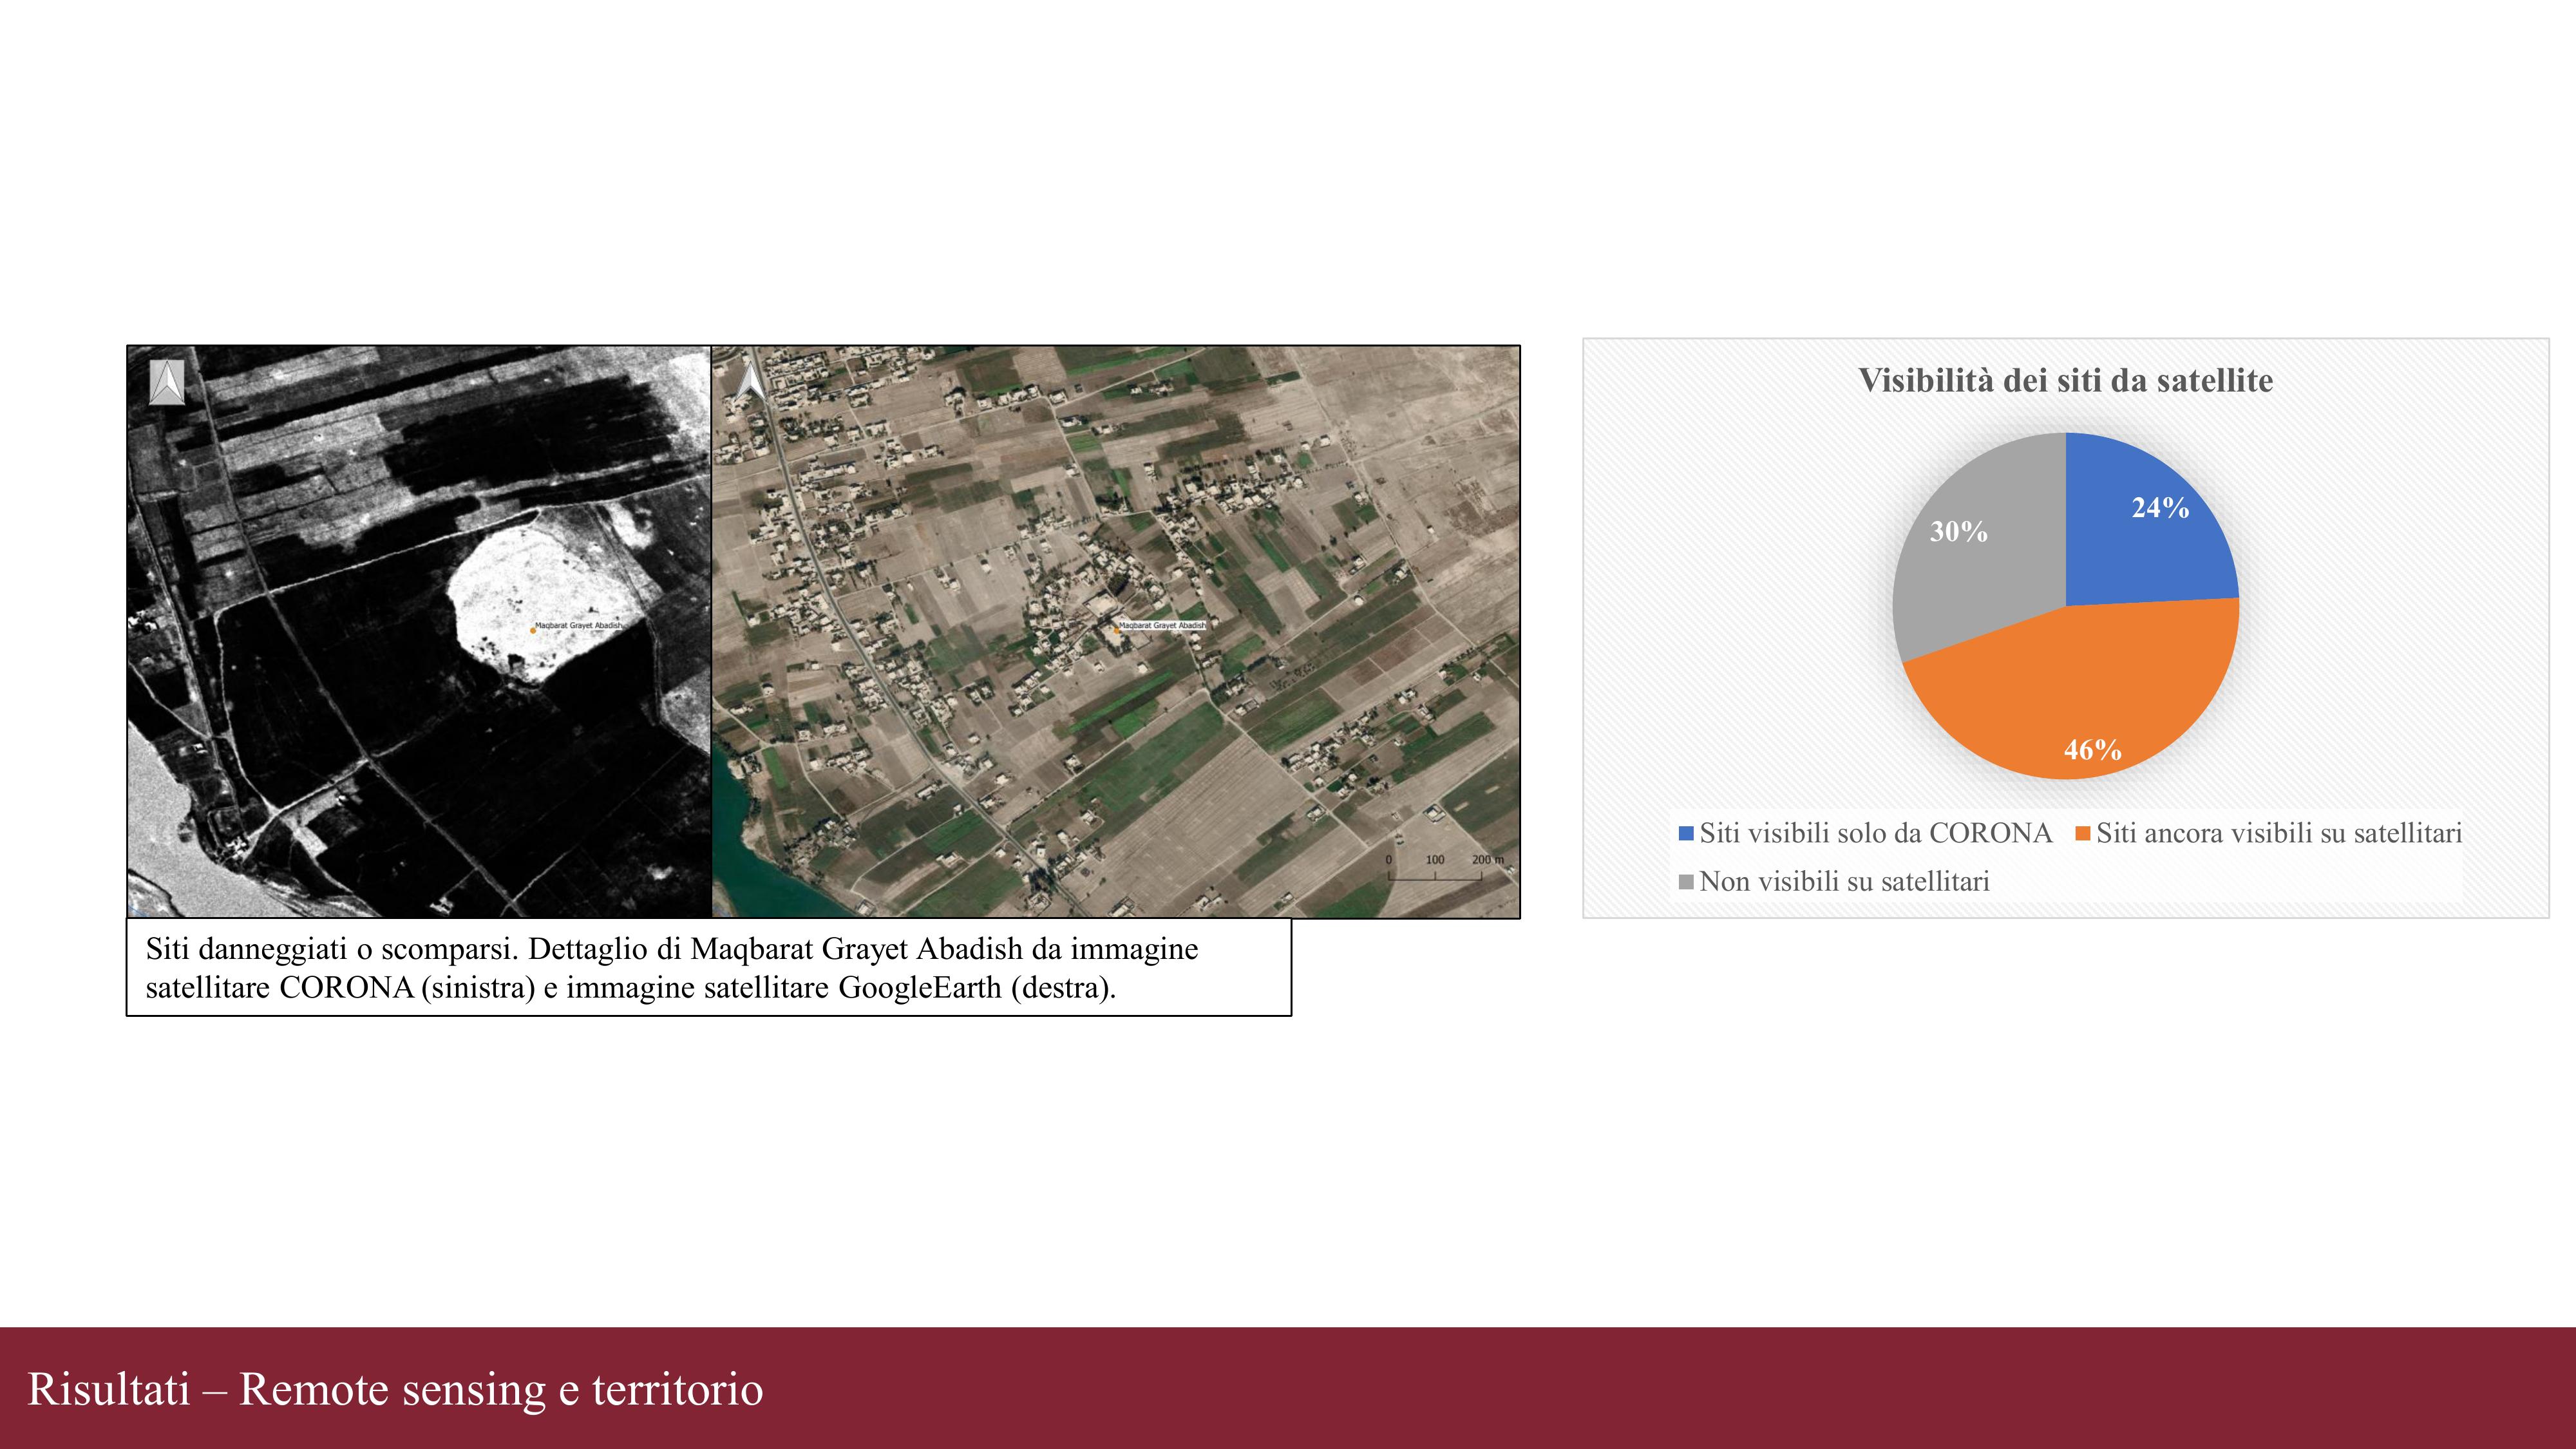 Maqbarat Grayet Abadish
Maqbarat Grayet Abadish
0 100 200 m
Siti danneggiati o scomparsi. Dettaglio di Maqbarat Grayet Abadish da immagine
satellitare CORONA (sinistra) e immagine satellitare GoogleEarth (destra).
Visibilità dei siti da satellite
24%
30%
46%
Siti visibili solo da CORONA Siti ancora visibili su satellitari
Non visibili su satellitari
Risultati – Remote sensing e territorio